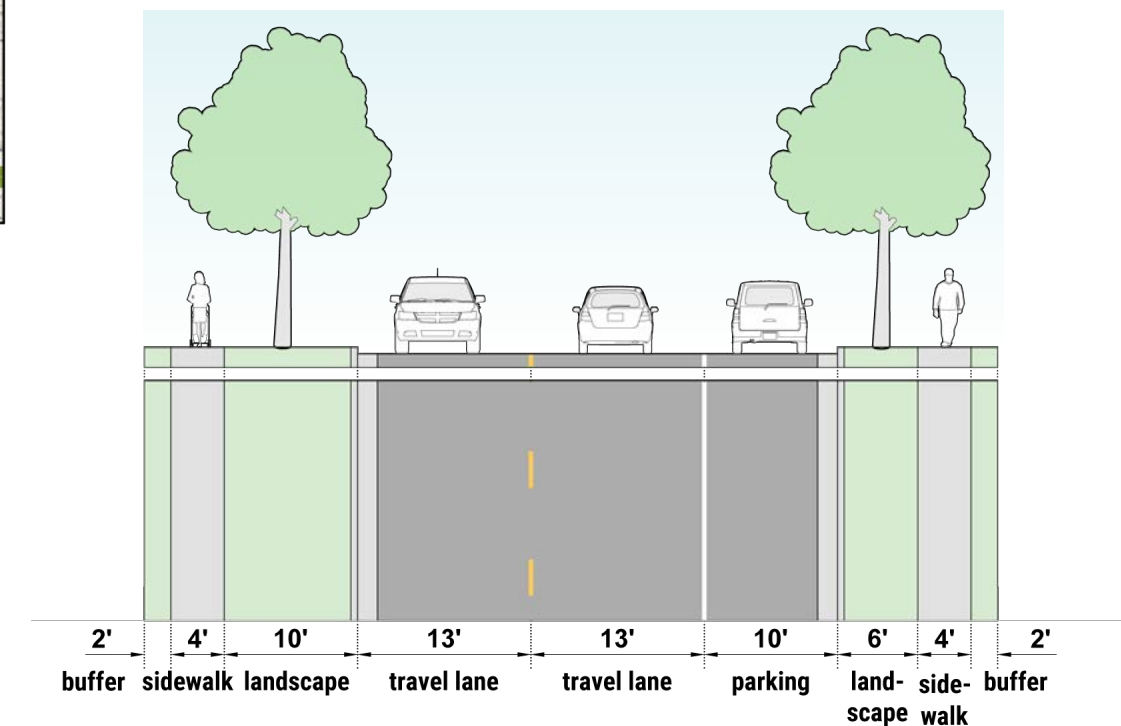 2' 4' 10' 13' 13' 10' 6' 4' 2'
buffer sidewalk landscape travel lane travel lane parking land-scape side-walk buffer